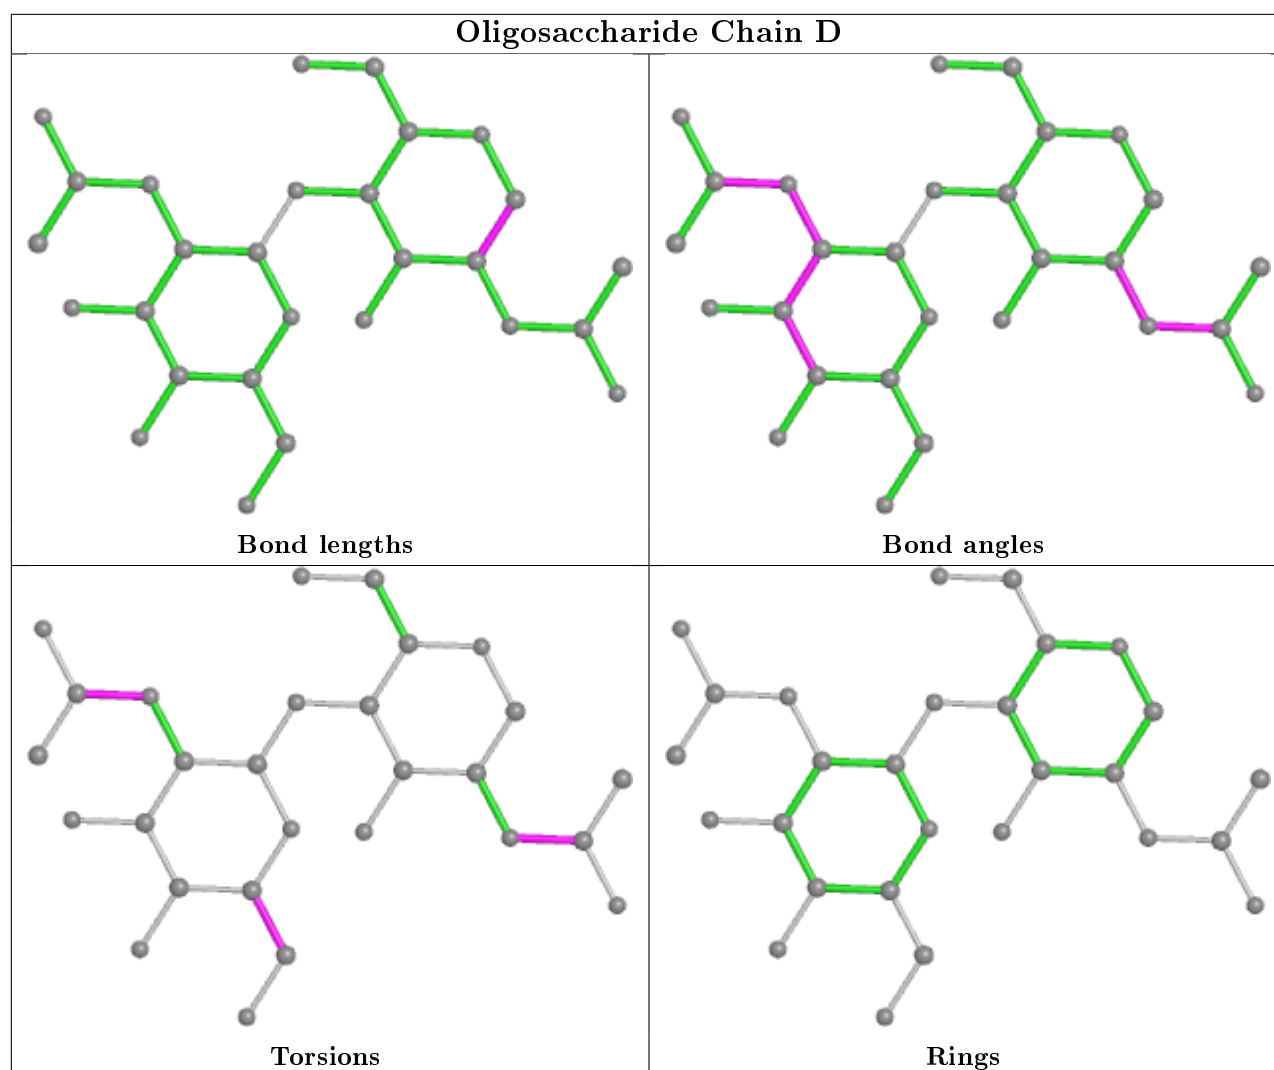 Oligosaccharide Chain D
Bond lengths
Bond angles
Torsions
Rings